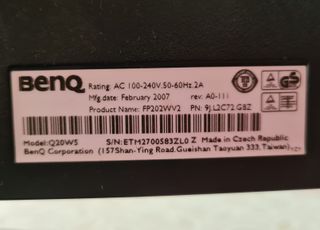 BenQ
Rating: AC 100-240V,50-60Hz,2A
Mfg.date: February 2007 rev: A0-111
Product Name: FP202WV2 PN: 9J.L2C72.G8Z
Model:Q20W5 S/N:ETM2700583ZL0 Z Made in Czech Republic
BenQ Corporation (157Shan-Ying Road,Gueishan Taoyuan 333,Taiwan)